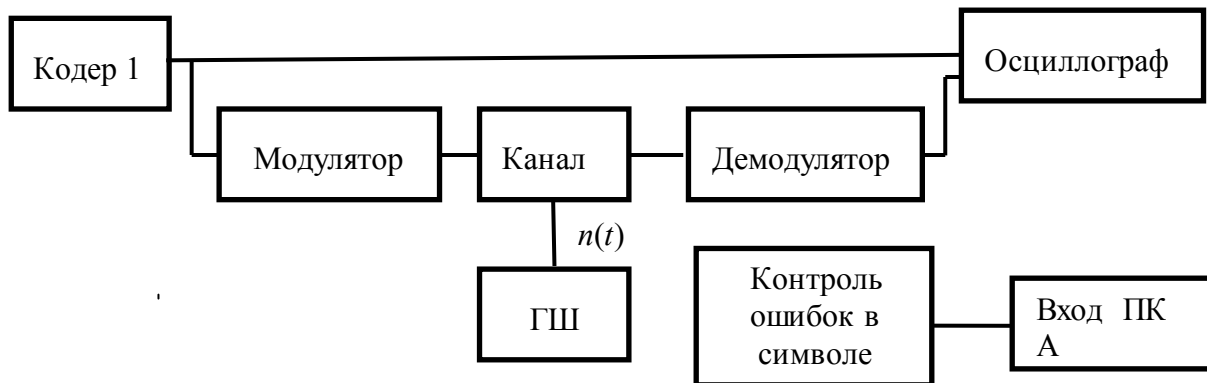 Кодер 1
Осциллограф
Модулятор
Канал
Демодулятор
n(t)
ГШ
Контроль
ошибок в
символе
Вход ПК
А